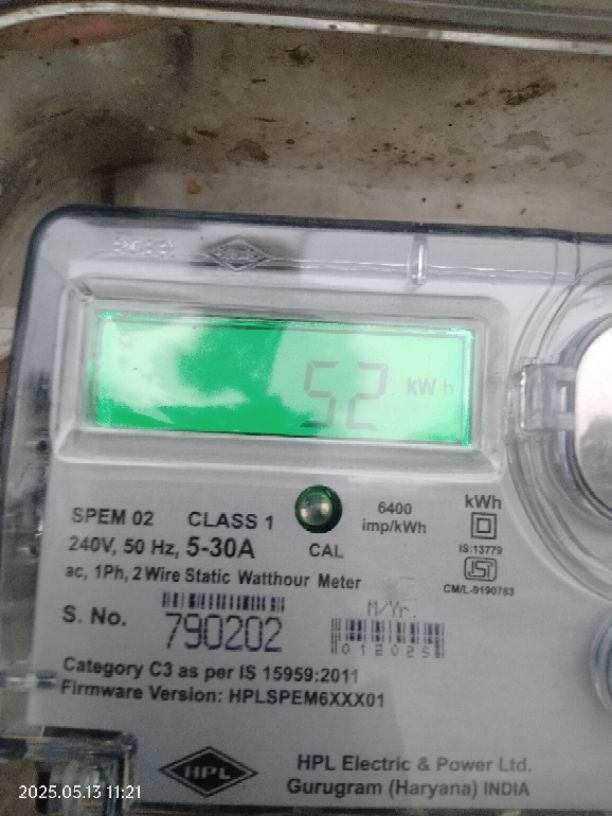 HPL
52 kWh
SPEM 02 CLASS 1
6400
imp/kWh
kWh
240V, 50 Hz, 5-30A
CAL
IS:13779
ISI
CM/L-9190783
ac, 1Ph, 2 Wire Static Watthour Meter
M/Yr.
S. No.
790202
012025
Category C3 as per IS 15959:2011
Firmware Version: HPLSPEM6XXX01
HPL
HPL Electric & Power Ltd.
Gurugram (Haryana) INDIA
2025.05.13 11:21